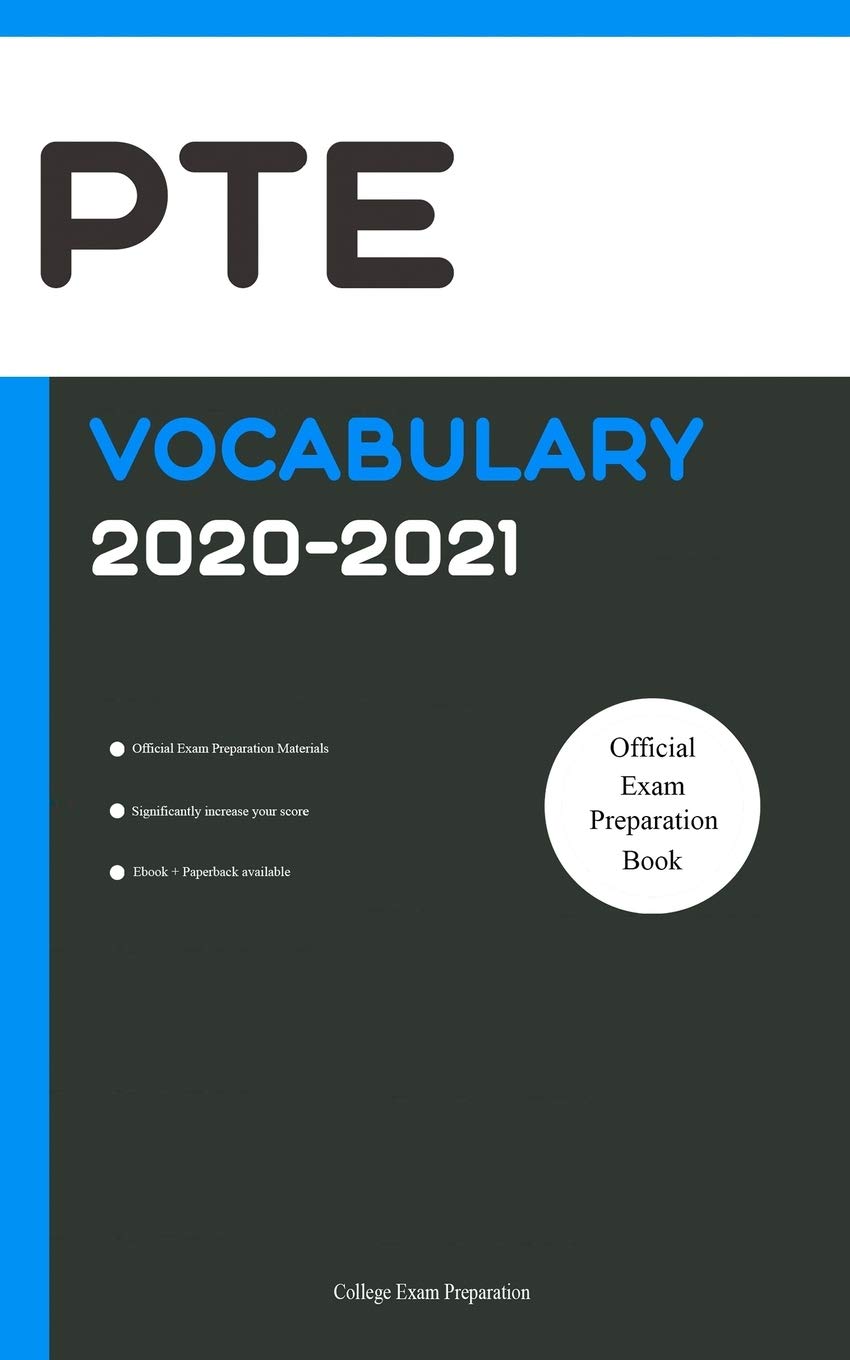 PTE
VOCABULARY
2020-2021
Official Exam Preparation Materials
Significantly increase your score
Ebook + Paperback available
Official
Exam
Preparation
Book
College Exam Preparation